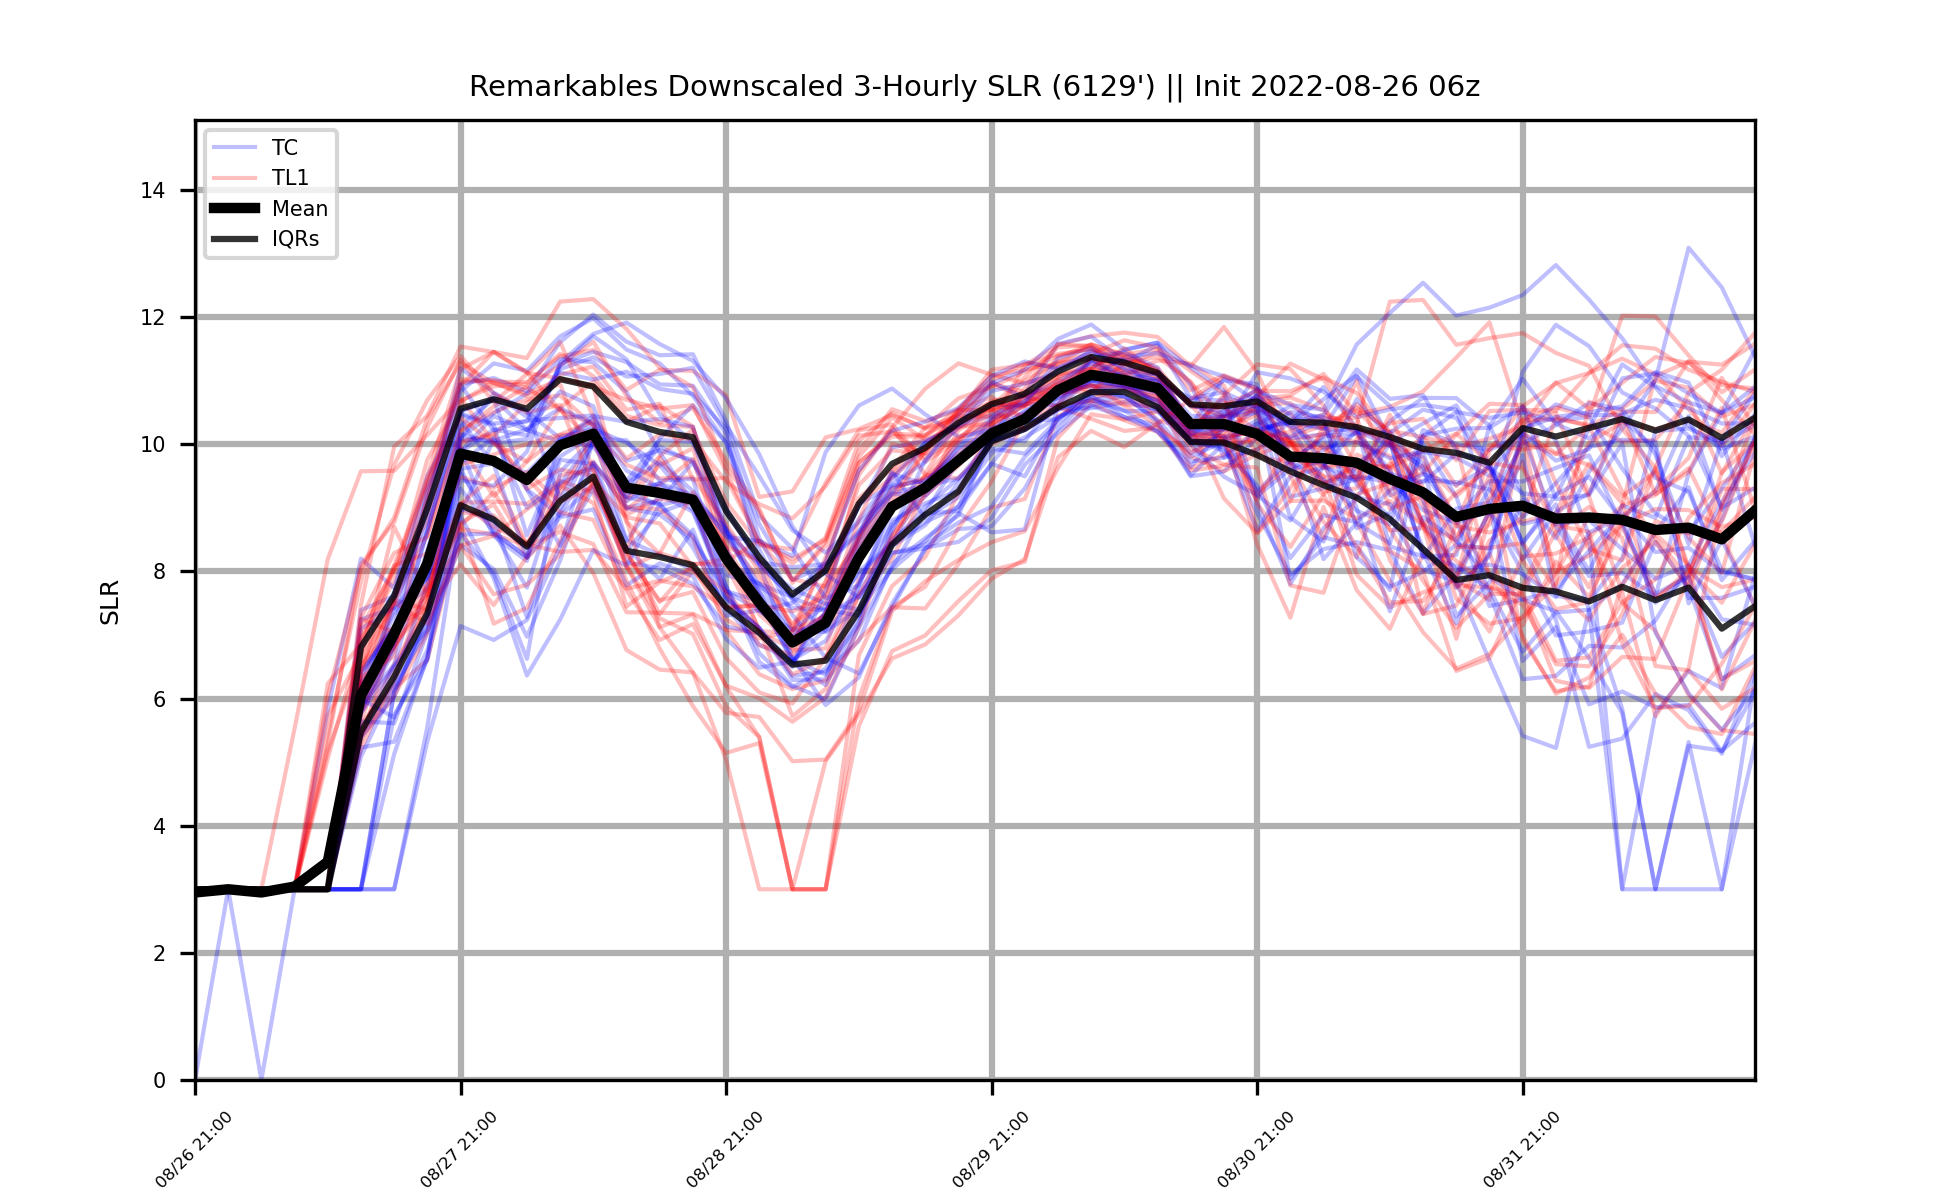 Remarkables Downscaled 3-Hourly SLR (6129') || Init 2022-08-26 06z
TC
TL1
Mean
IQRs
SLR
14
12
10
8
6
4
2
0
08/26 21:00
08/27 21:00
08/28 21:00
08/29 21:00
08/30 21:00
08/31 21:00